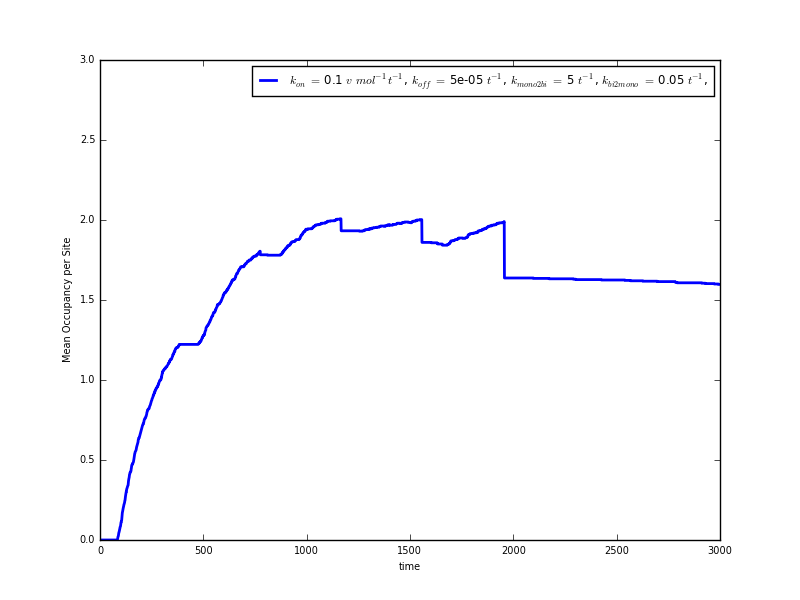 k_on = 0.1 v mol^-1 t^-1, k_off = 5e-05 t^-1, k_mono2bi = 5 t^-1, k_bi2mono = 0.05 t^-1,
3.0
2.5
2.0
1.5
1.0
0.5
0.0
Mean Occupancy per Site
0 500 1000 1500 2000 2500 3000
time